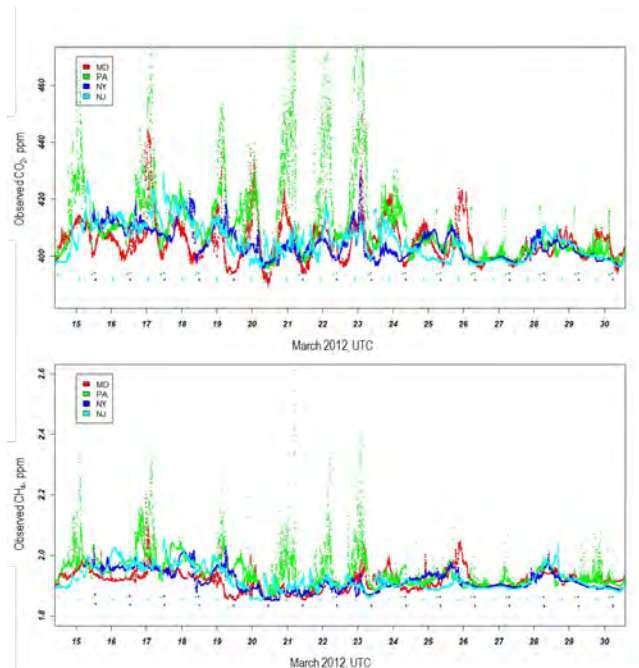 Observed CO₂, ppm
460
440
420
400
MD
PA
NY
NJ
15 16 17 18 19 20 21 22 23 24 25 26 27 28 29 30
March 2012, UTC
Observed CH₄, ppm
2.6
2.4
2.2
2.0
1.8
MD
PA
NY
NJ
15 16 17 18 19 20 21 22 23 24 25 26 27 28 29 30
March 2012, UTC